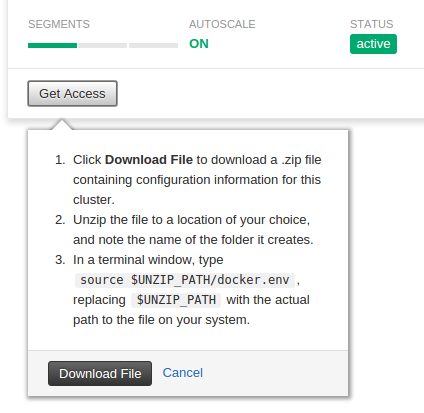 SEGMENTS AUTOSCALE STATUS
ON active
Get Access
1. Click Download File to download a .zip file
containing configuration information for this
cluster.
2. Unzip the file to a location of your choice,
and note the name of the folder it creates.
3. In a terminal window, type
source $UNZIP_PATH/docker.env ,
replacing $UNZIP_PATH with the actual
path to the file on your system.
Download File Cancel